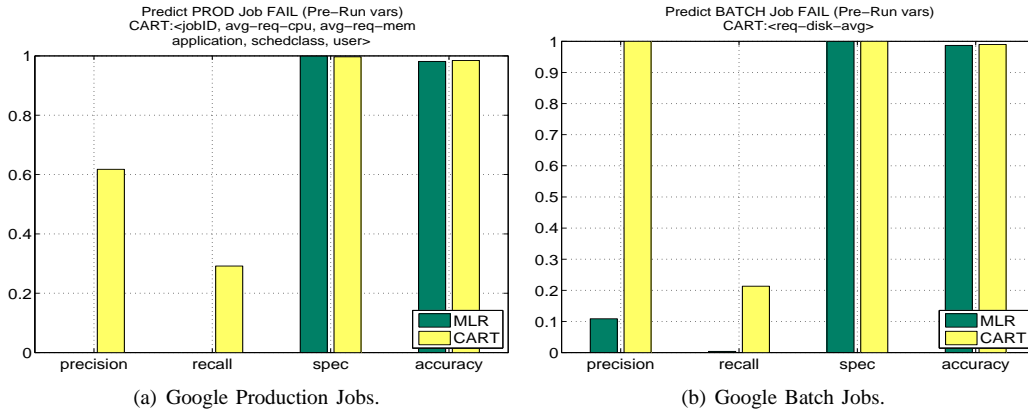 Predict PROD Job FAIL (Pre-Run vars)
CART:<jobID, avg-req-cpu, avg-req-mem
application, schedclass, user>
1
0.8
0.6
0.4
0.2
0
precision recall spec accuracy
MLR
CART
(a) Google Production Jobs.
Predict BATCH Job FAIL (Pre-Run vars)
CART:<req-disk-avg>
1
0.9
0.8
0.7
0.6
0.5
0.4
0.3
0.2
0.1
0
precision recall spec accuracy
MLR
CART
(b) Google Batch Jobs.